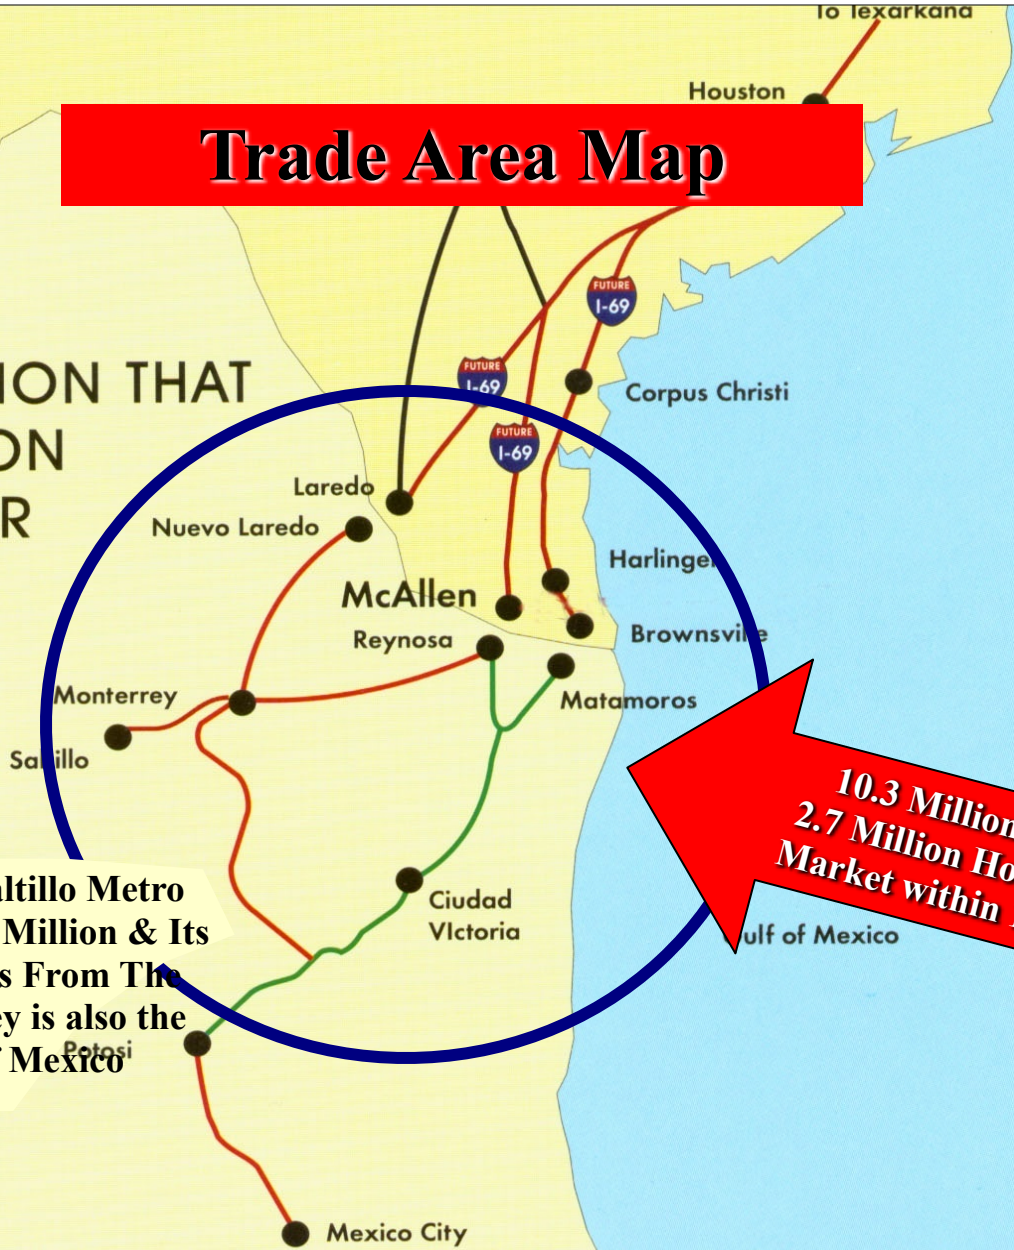 To Texarkana
Houston
Trade Area Map
FUTURE
I-69
ION THAT
ON
R
FUTURE
I-69
Corpus Christi
FUTURE
I-69
Laredo
Nuevo Laredo
Harlingen
McAllen
Reynosa
Brownsville
Monterrey
Matamoros
Saltillo
10.3 Million
2.7 Million Ho
Market within
altillo Metro
Million & Its
s From The
ey is also the
f Mexico
Ciudad
VIctoria
Gulf of Mexico
Potosi
Mexico City